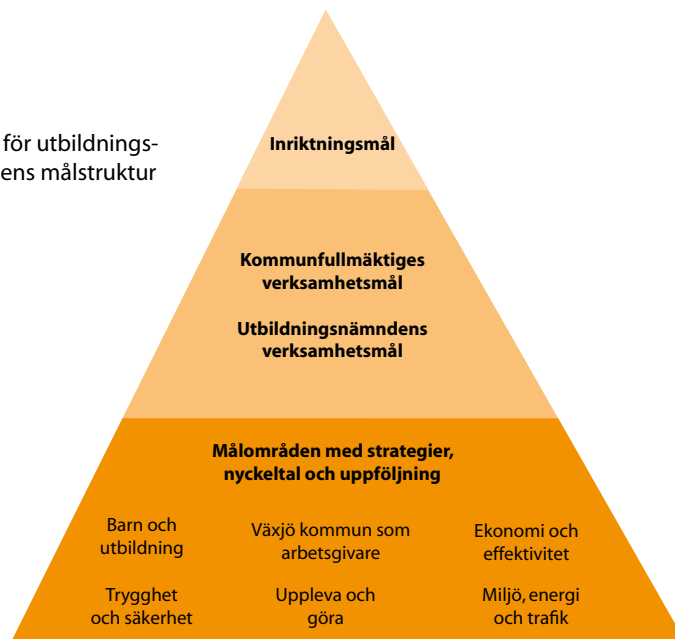 för utbildnings-
ens målstruktur
Inriktningsmål
Kommunfullmäktiges
verksamhetsmål
Utbildningsnämndens
verksamhetsmål
Målområden med strategier,
nyckeltal och uppföljning
Barn och
utbildning
Växjö kommun som
arbetsgivare
Ekonomi och
effektivitet
Trygghet
och säkerhet
Uppleva och
göra
Miljö, energi
och trafik